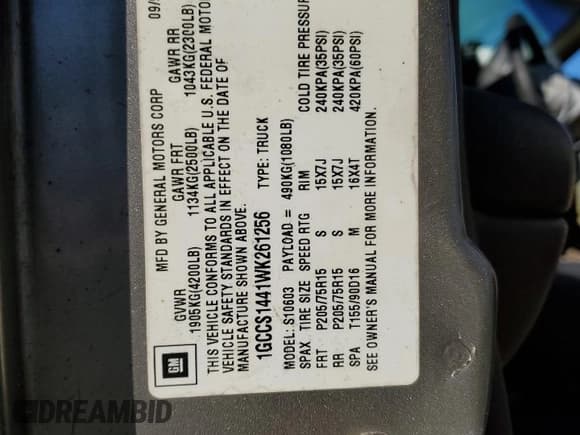 GM
MFD BY GENERAL MOTORS CORP 09/
GVWR GAWR FRT GAWR RR
1905KG(4200LB) 1134KG(2500LB) 1043KG(2300LB)
THIS VEHICLE CONFORMS TO ALL APPLICABLE U.S. FEDERAL MOTOR
VEHICLE SAFETY STANDARDS IN EFFECT ON THE DATE OF
MANUFACTURE SHOWN ABOVE.
1GCCS1441WK261256 TYPE: TRUCK
MODEL: S10603 PAYLOAD = 490KG(1080LB)
SPAX TIRE SIZE SPEED RTG RIM COLD TIRE PRESSUR
FRT P205/75R15 S 15X7J 240KPA(35PSI)
RR P205/75R15 S 15X7J 240KPA(35PSI)
SPA T155/90D16 M 16X4T 420KPA(60PSI)
SEE OWNER'S MANUAL FOR MORE INFORMATION.
DREAMBID